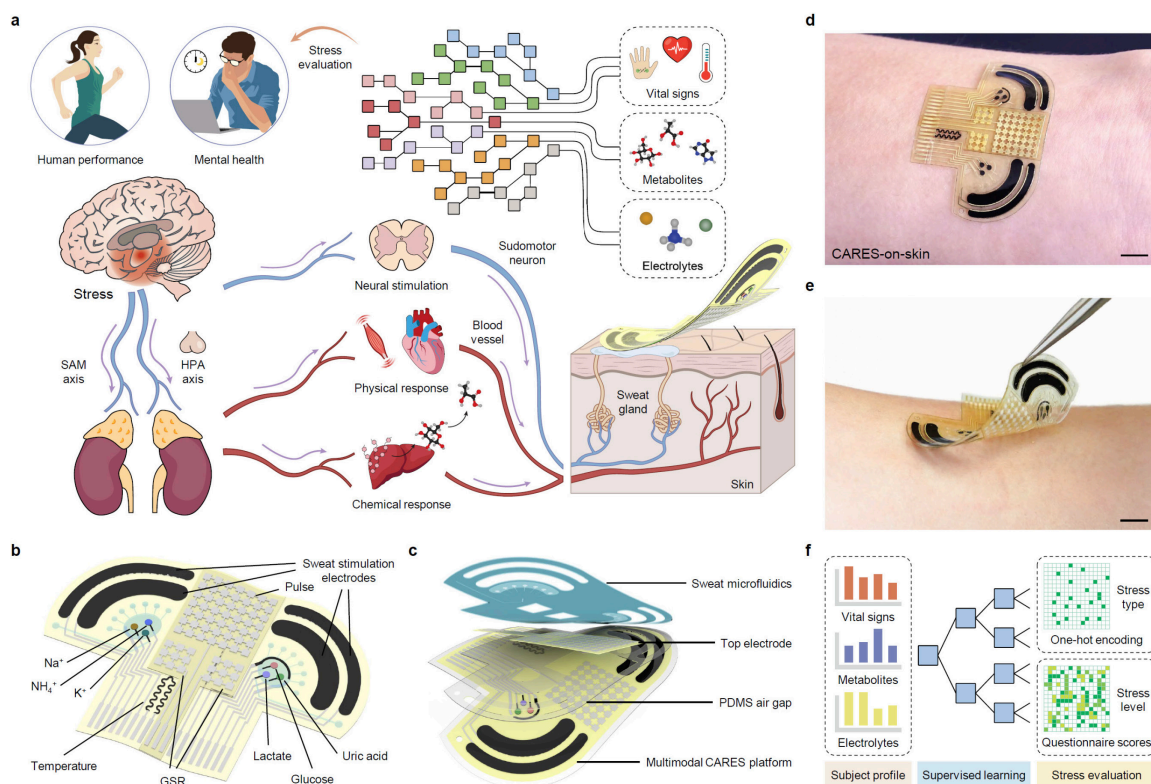 a
Stress
evaluation
Human performance
Mental health
Vital signs
Metabolites
Electrolytes
Stress
SAM
axis
HPA
axis
Neural stimulation
Sudomotor
neuron
Physical response
Blood
vessel
Chemical response
Sweat
gland
Skin
b
Sweat stimulation
electrodes
Pulse
Na⁺
NH₄⁺
K⁺
Temperature
GSR
Lactate
Glucose
Uric acid
c
Sweat microfluidics
Top electrode
PDMS air gap
Multimodal CARES platform
d
CARES-on-skin
e
f
Vital signs
Metabolites
Electrolytes
Stress
type
One-hot encoding
Stress
level
Questionnaire scores
Subject profile
Supervised learning
Stress evaluation